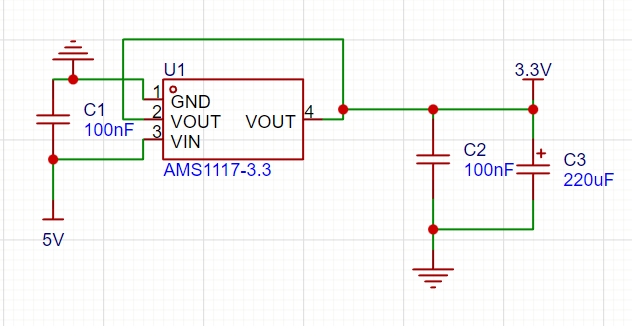 U1
1
GND
2
VOUT
VOUT
4
3
VIN
AMS1117-3.3
C1
100nF
5V
3.3V
C2
100nF
+
C3
220uF